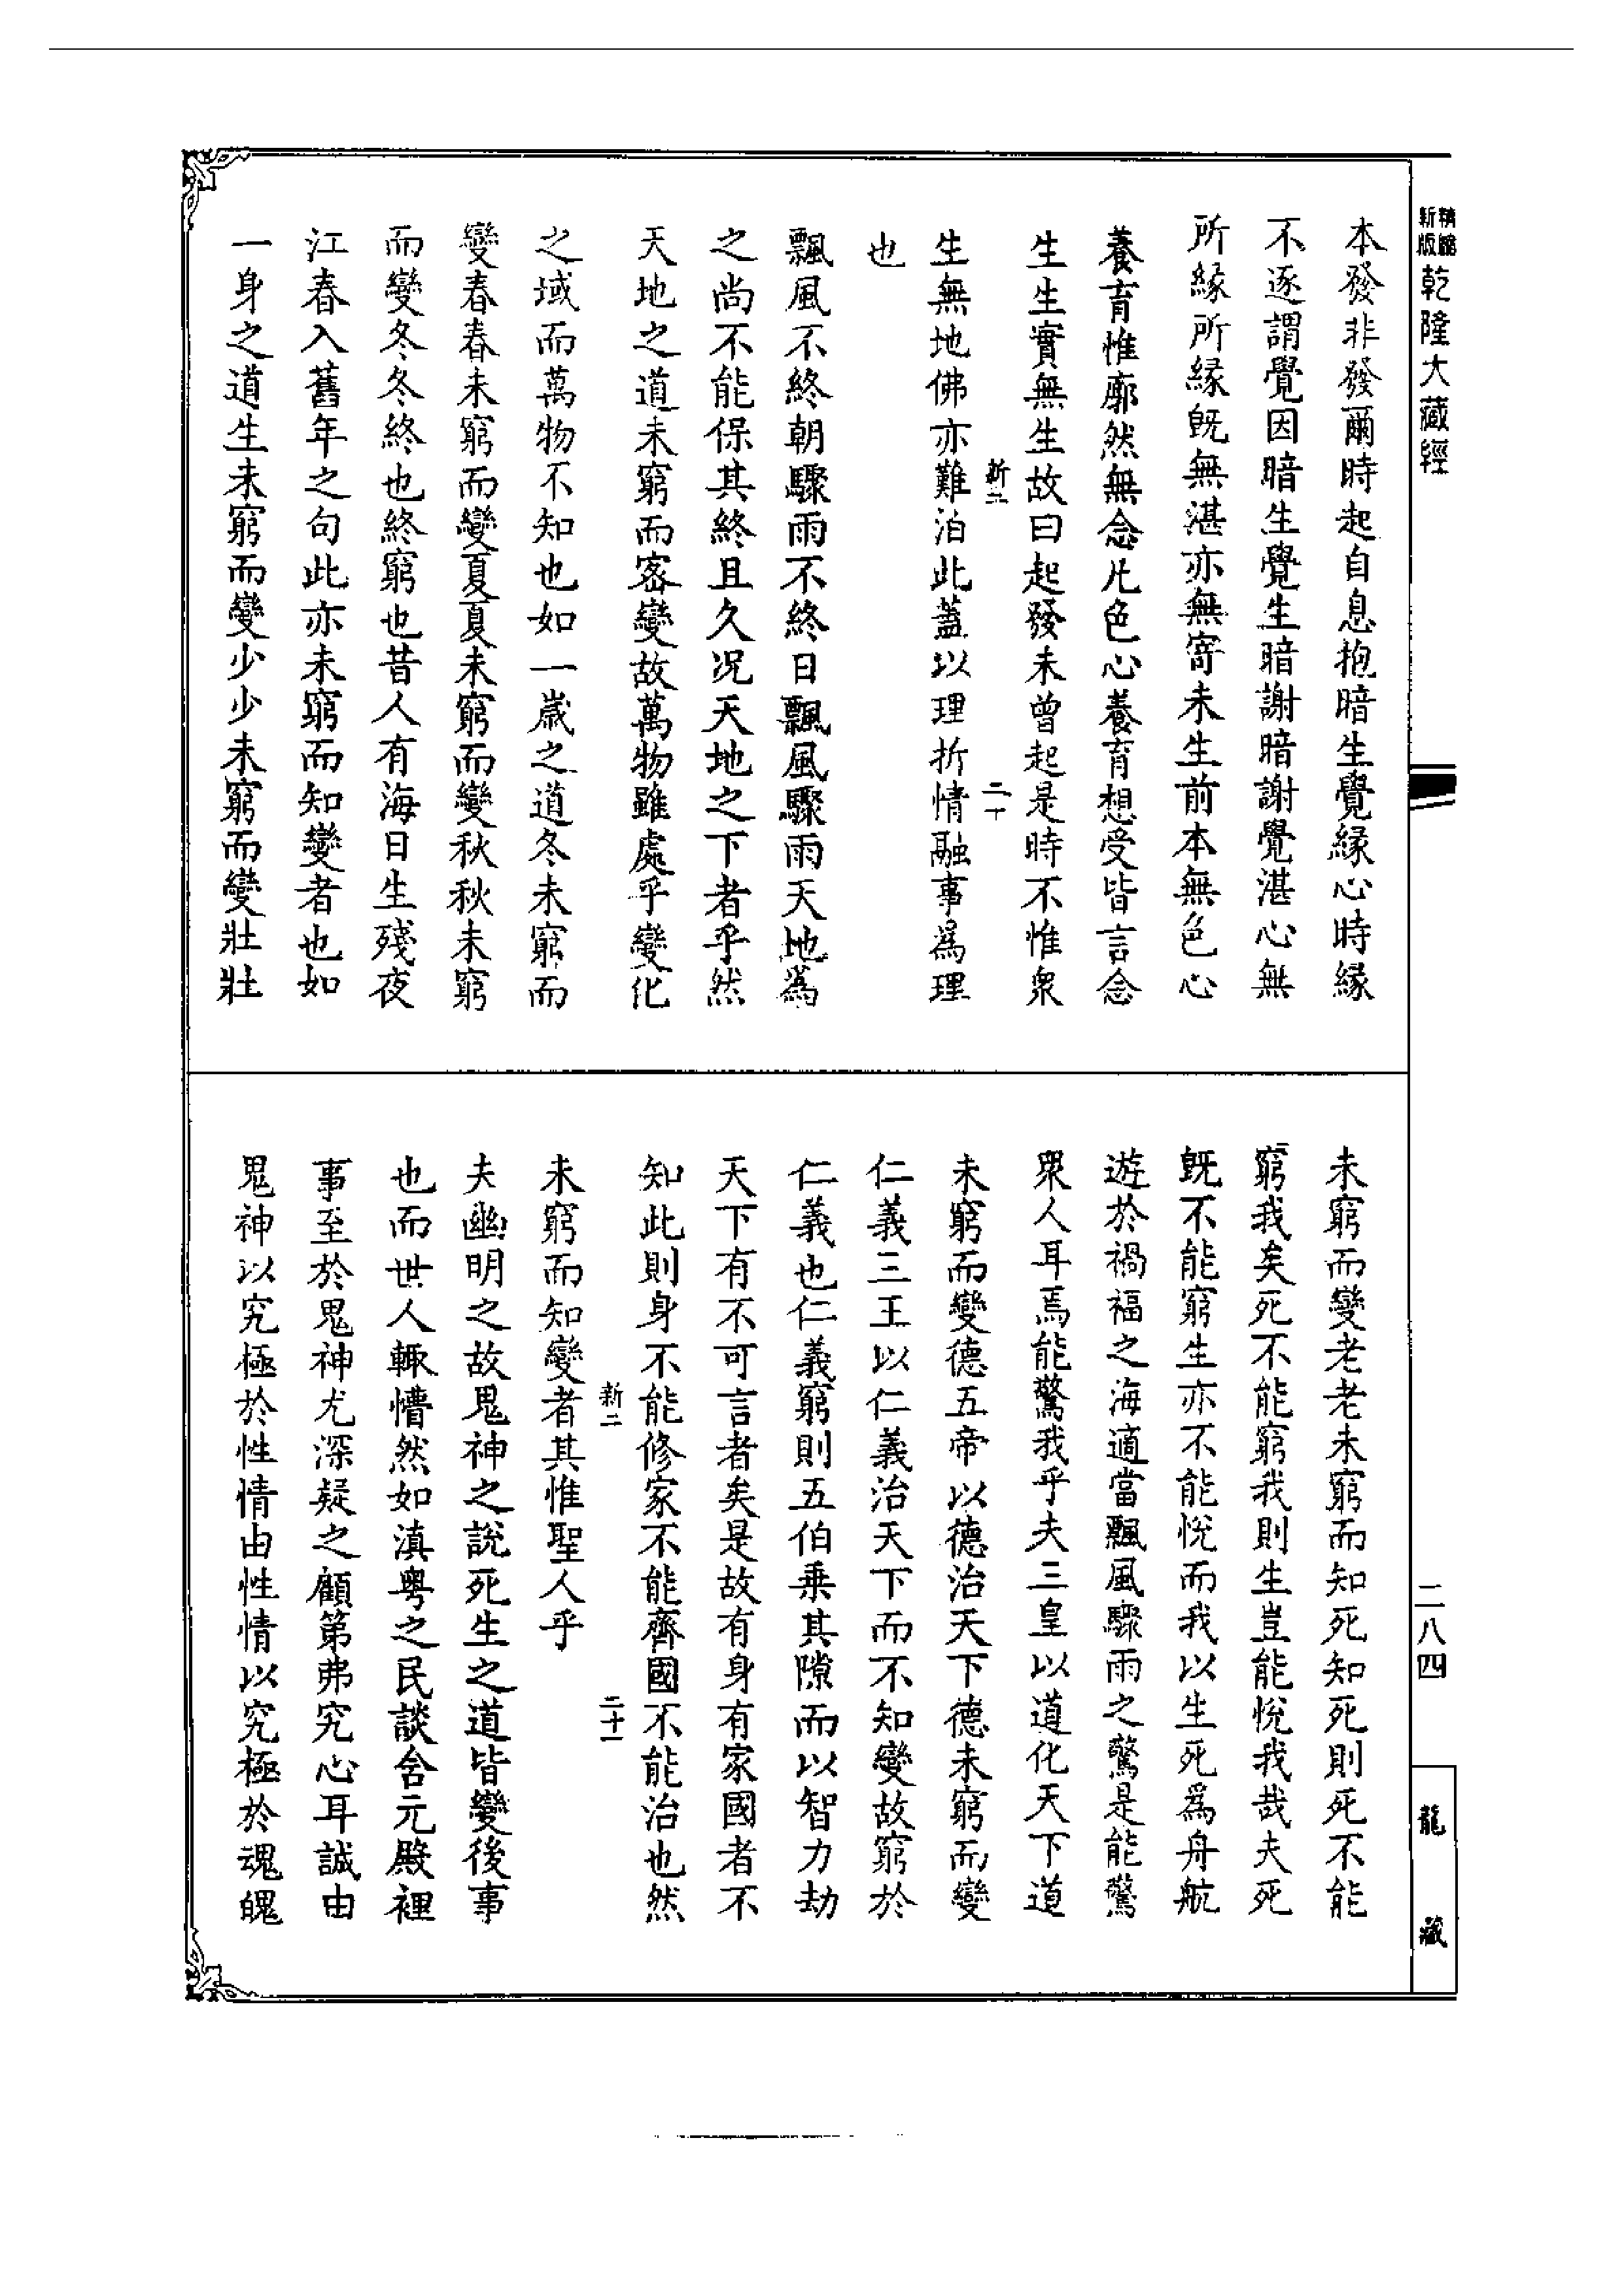 精縮
新版
乾隆大藏經
二八四
龍藏
本發非發爾時起自息抱暗生覺緣心時緣
不逐謂覺因暗生覺生暗謝暗謝覺湛心無
所緣所緣旣無湛亦無寄未生前本無色心
養育惟廓然無念凡色心養育想受皆言念
生生實無生故曰起發未曾起是時不惟衆
新二
二十
生無地佛亦難泊此蓋以理折情融事為理
也
飄風不終朝驟雨不終日飄風驟雨天地為
之尚不能保其終且久况天地之下者乎然
天地之道未窮而密變故萬物雖處乎變化
之域而萬物不知也如一歲之道冬未窮而
變春春未窮而變夏夏未窮而變秋秋未窮
而變冬冬終也終窮也昔人有海日生殘夜
江春入舊年之句此亦未窮而知變者也如
一身之道生未窮而變少少未窮而變壯壯
未窮而變老老未窮而知死知死則死不能
窮我矣死不能窮我則生豈能悅我哉夫死
旣不能窮生亦不能悅而我以生死爲舟航
遊於禍福之海適當飄風驟雨之驚是能驚
衆人耳焉能驚我乎夫三皇以道化天下道
未窮而變德五帝以德治天下德未窮而變
仁義三王以仁義治天下而不知變故窮於
仁義也仁義窮則五伯乗其隙而以智力劫
天下有不可言者矣是故有身有家國者不
知此則身不能修家不能齊國不能治也然
新二
二十一
未窮而知變者其惟聖人乎
夫幽明之故鬼神之說死生之道皆變後事
也而世人輙懵然如滇粤之民談含元殿裡
事至於鬼神尤深疑之顧第弗究心耳誠由
鬼神以究極於性情由性情以究極於魂魄